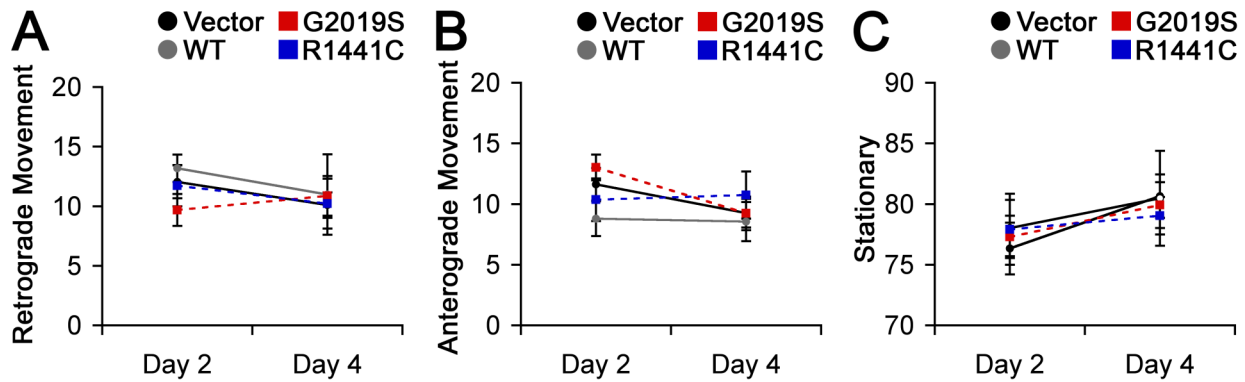 A
Vector
G2019S
WT
R1441C
Retrograde Movement
20
15
10
5
0
Day 2
Day 4
B
Vector
G2019S
WT
R1441C
Anterograde Movement
20
15
10
5
0
Day 2
Day 4
C
Vector
G2019S
WT
R1441C
Stationary
90
85
80
75
70
Day 2
Day 4